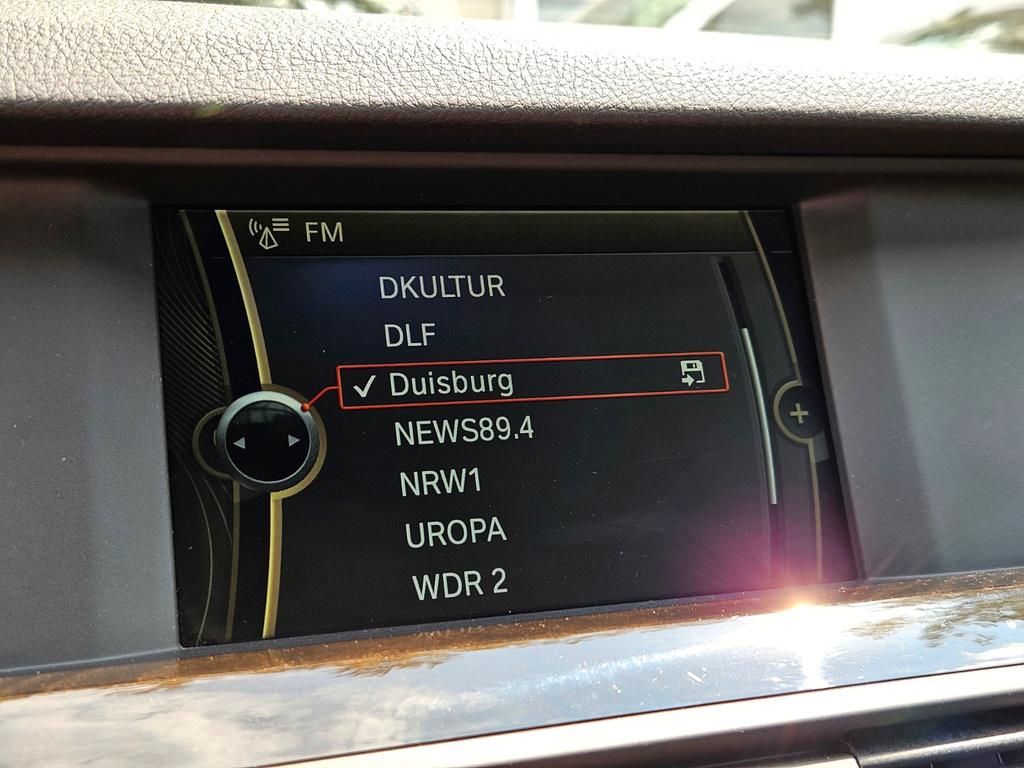 FM
DKULTUR
DLF
Duisburg
NEWS89.4
NRW1
UROPA
WDR 2